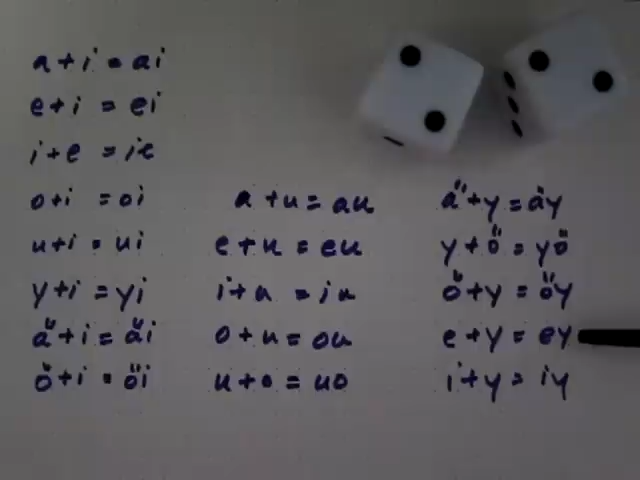 a + i = ai
e + i = ei
i + e = ie
o + i = oi
u + i = ui
y + i = yi
ä + i = äi
ö + i = öi
a + u = au
e + u = eu
i + u = iu
o + u = ou
u + o = uo
ä + y = äy
y + ö = yö
ö + y = öy
e + y = ey
i + y = iy